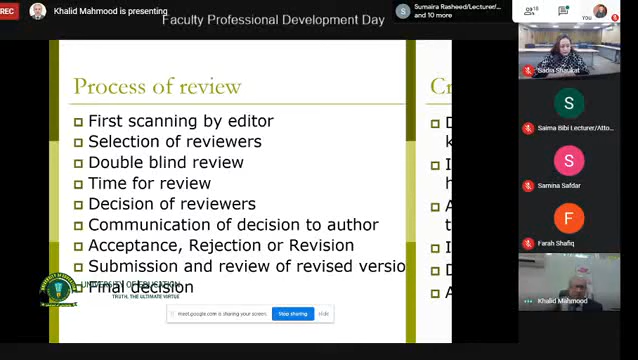 REC
Khalid Mahmood is presenting
Faculty Professional Development Day
S
Sumaira Rasheed/Lecturer/...
and 10 more
18
You
Process of review
First scanning by editor
Selection of reviewers
Double blind review
Time for review
Decision of reviewers
Communication of decision to author
Acceptance, Rejection or Revision
Submission and review of revised versio
Final decision
UNIVERSITY OF EDUCATION
TRUTH, THE ULTIMATE VIRTUE
meet.google.com is sharing your screen.
Stop sharing
Hide
Cr
D
k
I
h
A
t
I
D
A
Sadia Shaukat
S
Saima Bibi Lecturer/Atto...
S
Samina Safdar
F
Farah Shafiq
Khalid Mahmood